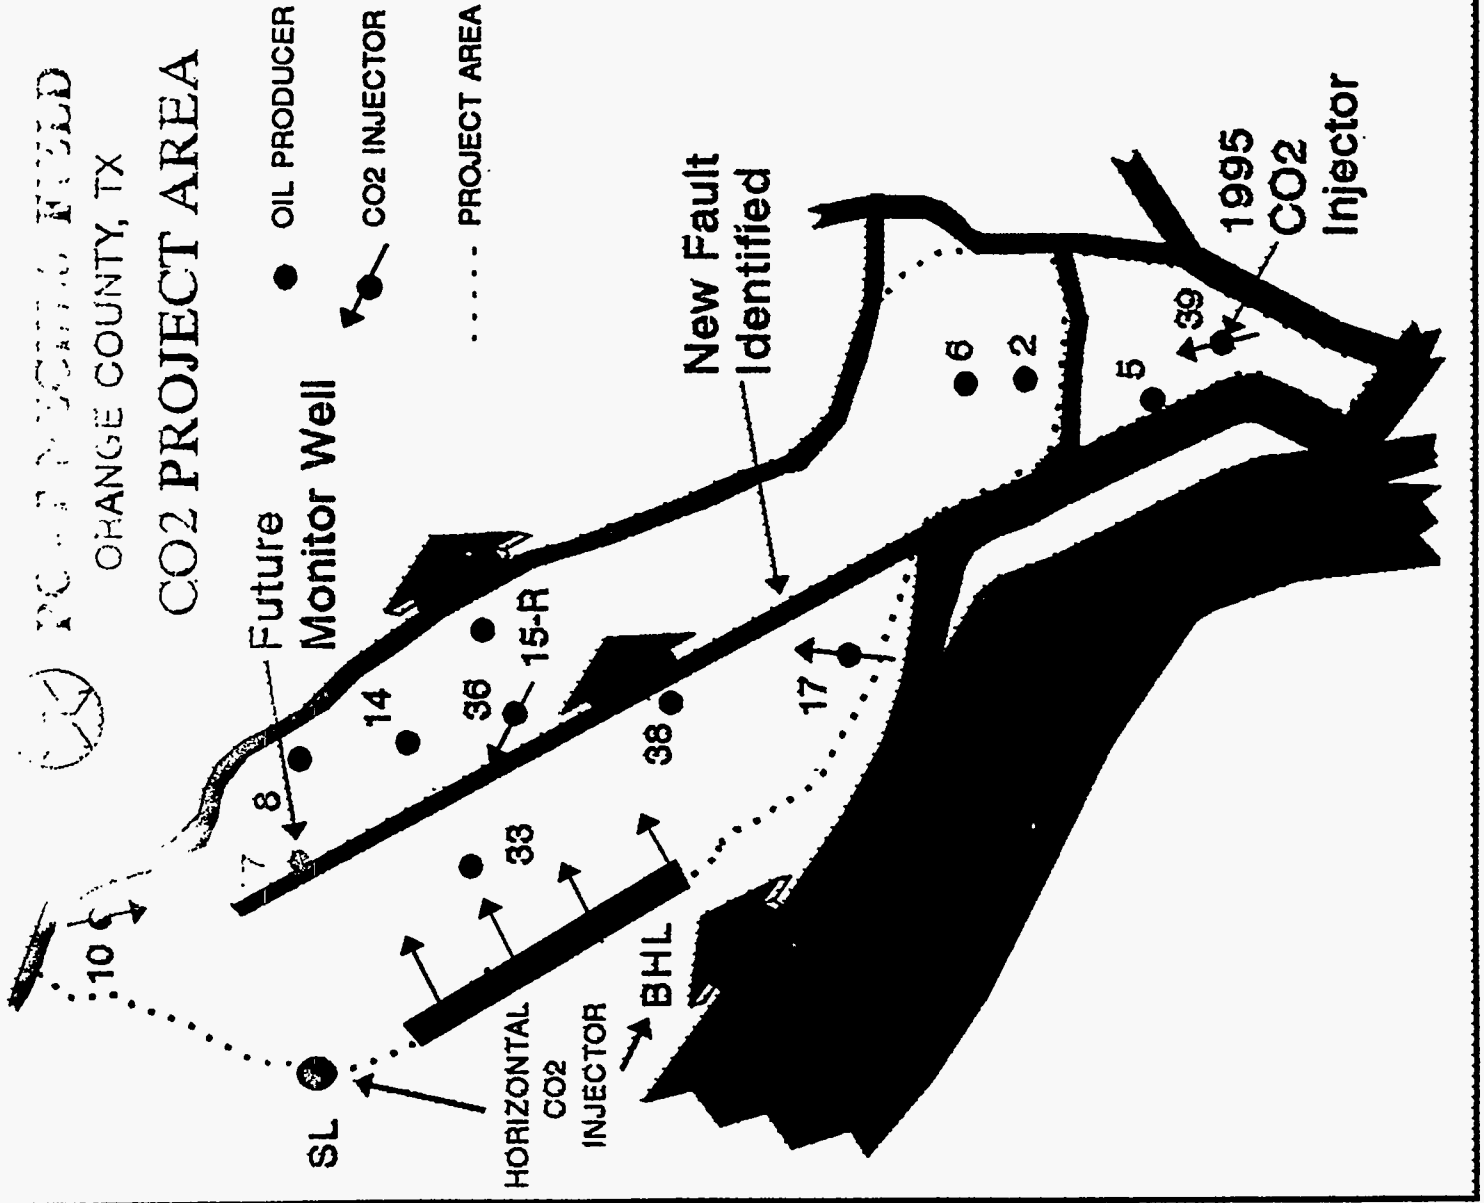 FIELD
ORANGE COUNTY, TX
CO2 PROJECT AREA
OIL PRODUCER
CO2 INJECTOR
PROJECT AREA
Future
Monitor Well
New Fault
Identified
1995
CO2
Injector
10
7
8
14
36
15-R
33
38
17
6
2
5
39
SL
HORIZONTAL
CO2
INJECTOR
BHL